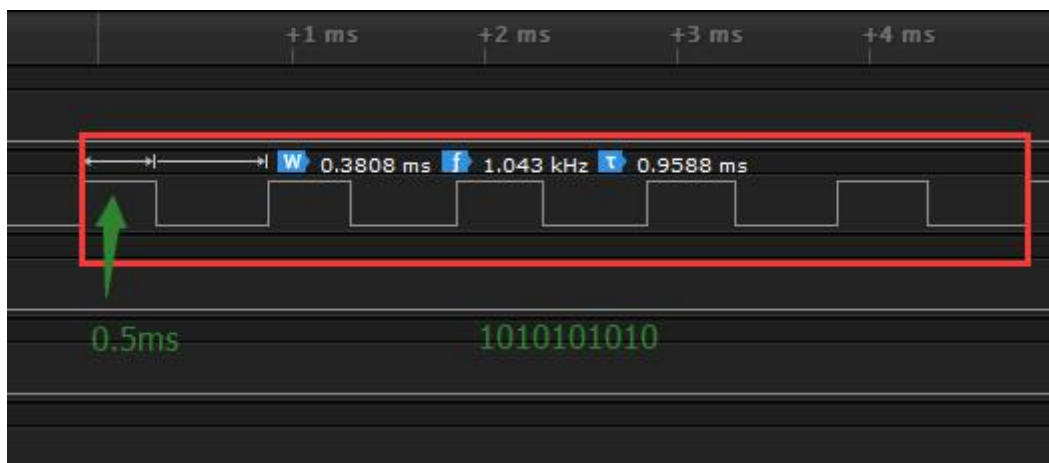 +1 ms +2 ms +3 ms +4 ms
W 0.3808 ms f 1.043 kHz τ 0.9588 ms
0.5ms 1010101010